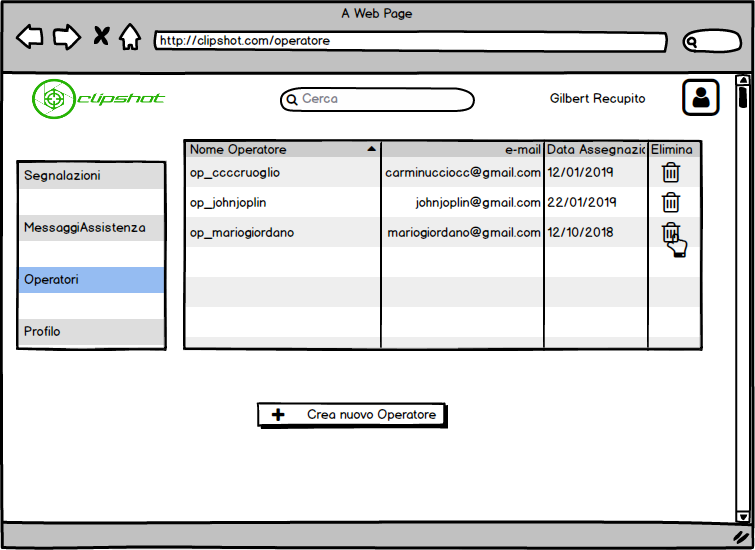 A Web Page
http://clipshot.com/operatore
clipshot
Cerca
Gilbert Recupito
Nome Operatore e-mail Data Assegnazic Elimina
op_ccccruoglio carminucciocc@gmail.com 12/01/2019
op_johnjoplin johnjoplin@gmail.com 22/01/2019
op_mariogiordano mariogiordano@gmail.com 12/10/2018
Segnalazioni
MessaggiAssistenza
Operatori
Profilo
Crea nuovo Operatore